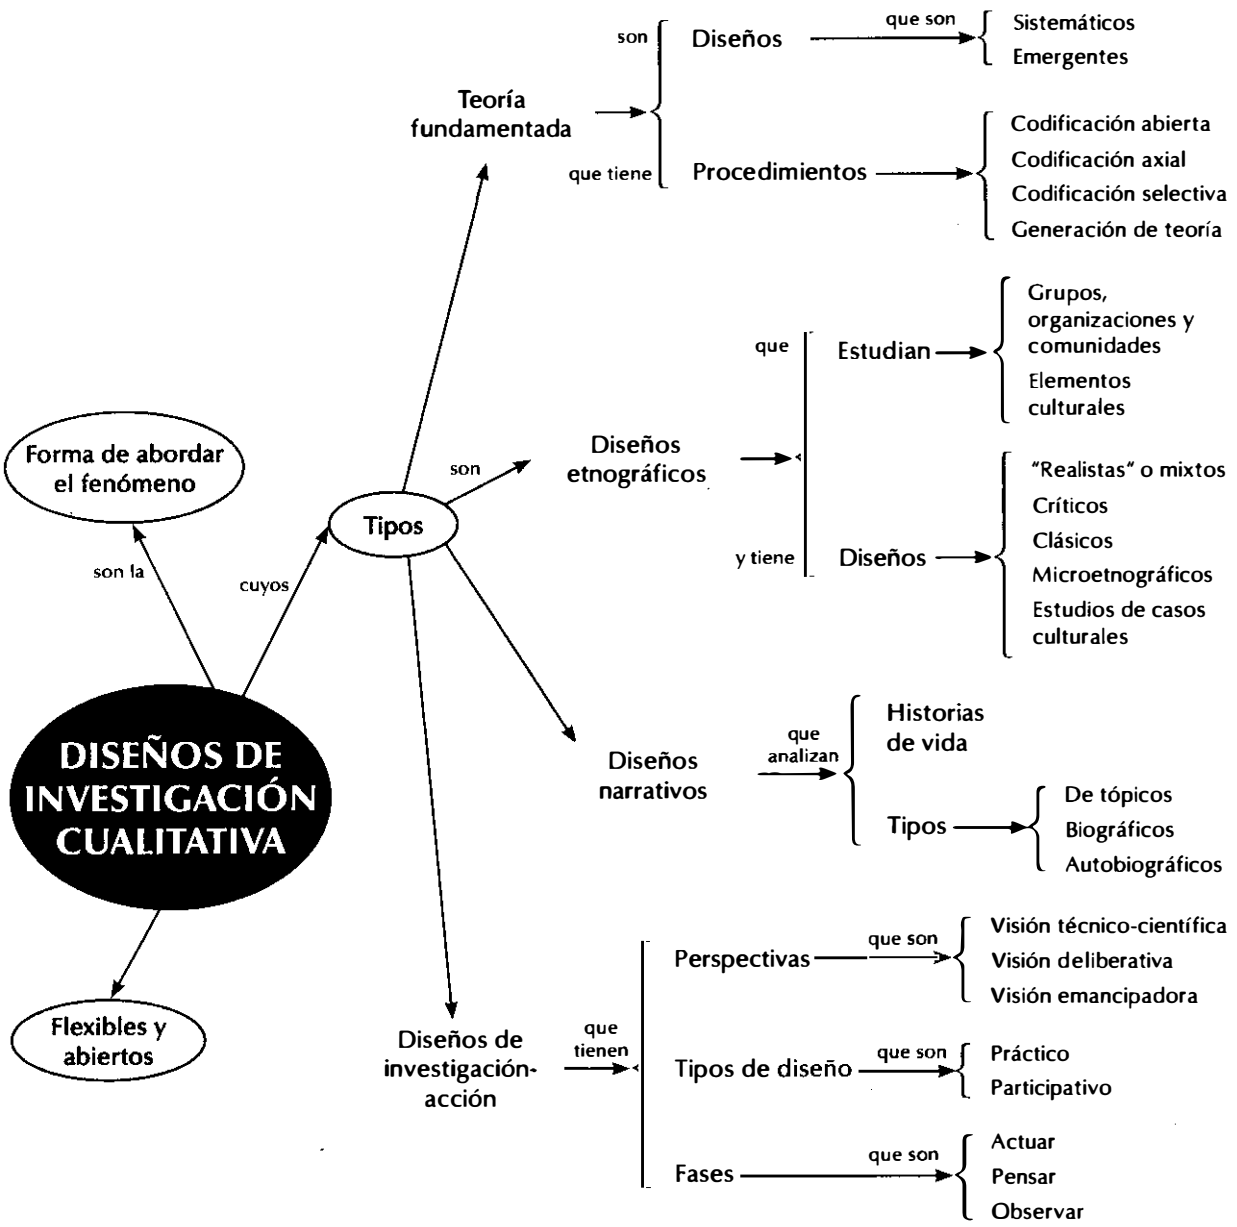 que son
Sistemáticos
son
Diseños
Emergentes
Teoría
fundamentada
Codificación abierta
Codificación axial
que tiene
Procedimientos
Codificación selectiva
Generación de teoría
Grupos,
organizaciones y
comunidades
que
Estudian
Elementos
culturales
Diseños
etnográficos
"Realistas" o mixtos
Críticos
Clásicos
y tiene
Diseños
Microetnográficos
Estudios de casos
culturales
Forma de abordar
el fenómeno
son
Tipos
son la
cuyos
DISEÑOS DE
INVESTIGACIÓN
CUALITATIVA
Historias
de vida
que
analizan
Diseños
narrativos
Tipos
De tópicos
Biográficos
Autobiográficos
Flexibles y
abiertos
Perspectivas
que son
Visión técnico-científica
Visión deliberativa
Visión emancipadora
Diseños de
investigación-
acción
que
tienen
Tipos de diseño
que son
Práctico
Participativo
Fases
que son
Actuar
Pensar
Observar